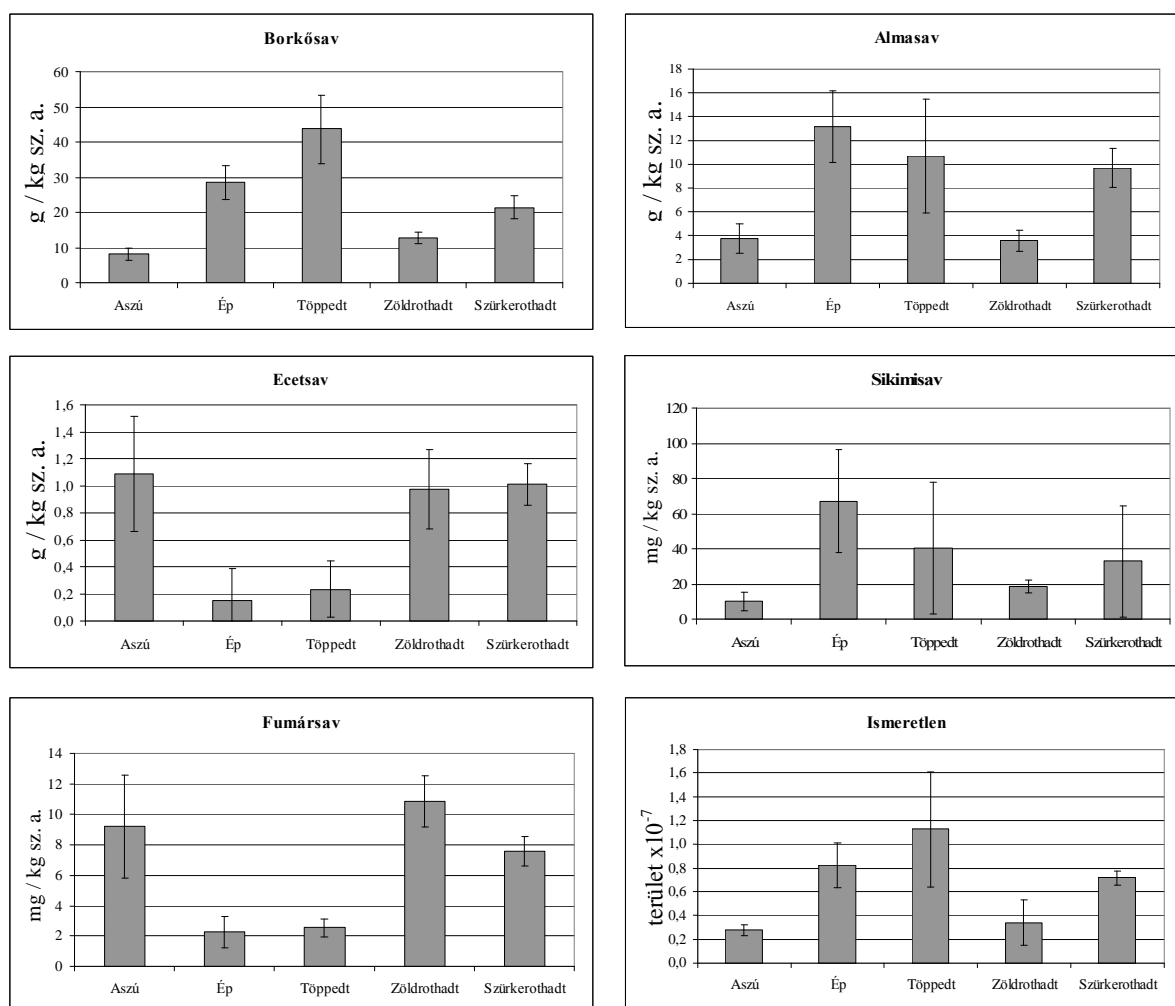 Borkősav
g / kg sz. a.
60
50
40
30
20
10
0
Aszú Ép Töppedt Zöldrothadt Szürkerothadt
Almasav
g / kg sz. a.
18
16
14
12
10
8
6
4
2
0
Aszú Ép Töppedt Zöldrothadt Szürkerothadt
Ecetsav
g / kg sz. a.
1,6
1,4
1,2
1,0
0,8
0,6
0,4
0,2
0,0
Aszú Ép Töppedt Zöldrothadt Szürkerothadt
Sikimisav
mg / kg sz. a.
120
100
80
60
40
20
0
Aszú Ép Töppedt Zöldrothadt Szürkerothadt
Fumársav
mg / kg sz. a.
14
12
10
8
6
4
2
0
Aszú Ép Töppedt Zöldrothadt Szürkerothadt
Ismeretlen
terület x10⁻⁷
1,8
1,6
1,4
1,2
1,0
0,8
0,6
0,4
0,2
0,0
Aszú Ép Töppedt Zöldrothadt Szürkerothadt